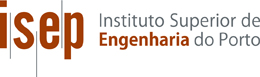 isep
Instituto Superior de
Engenharia do Porto